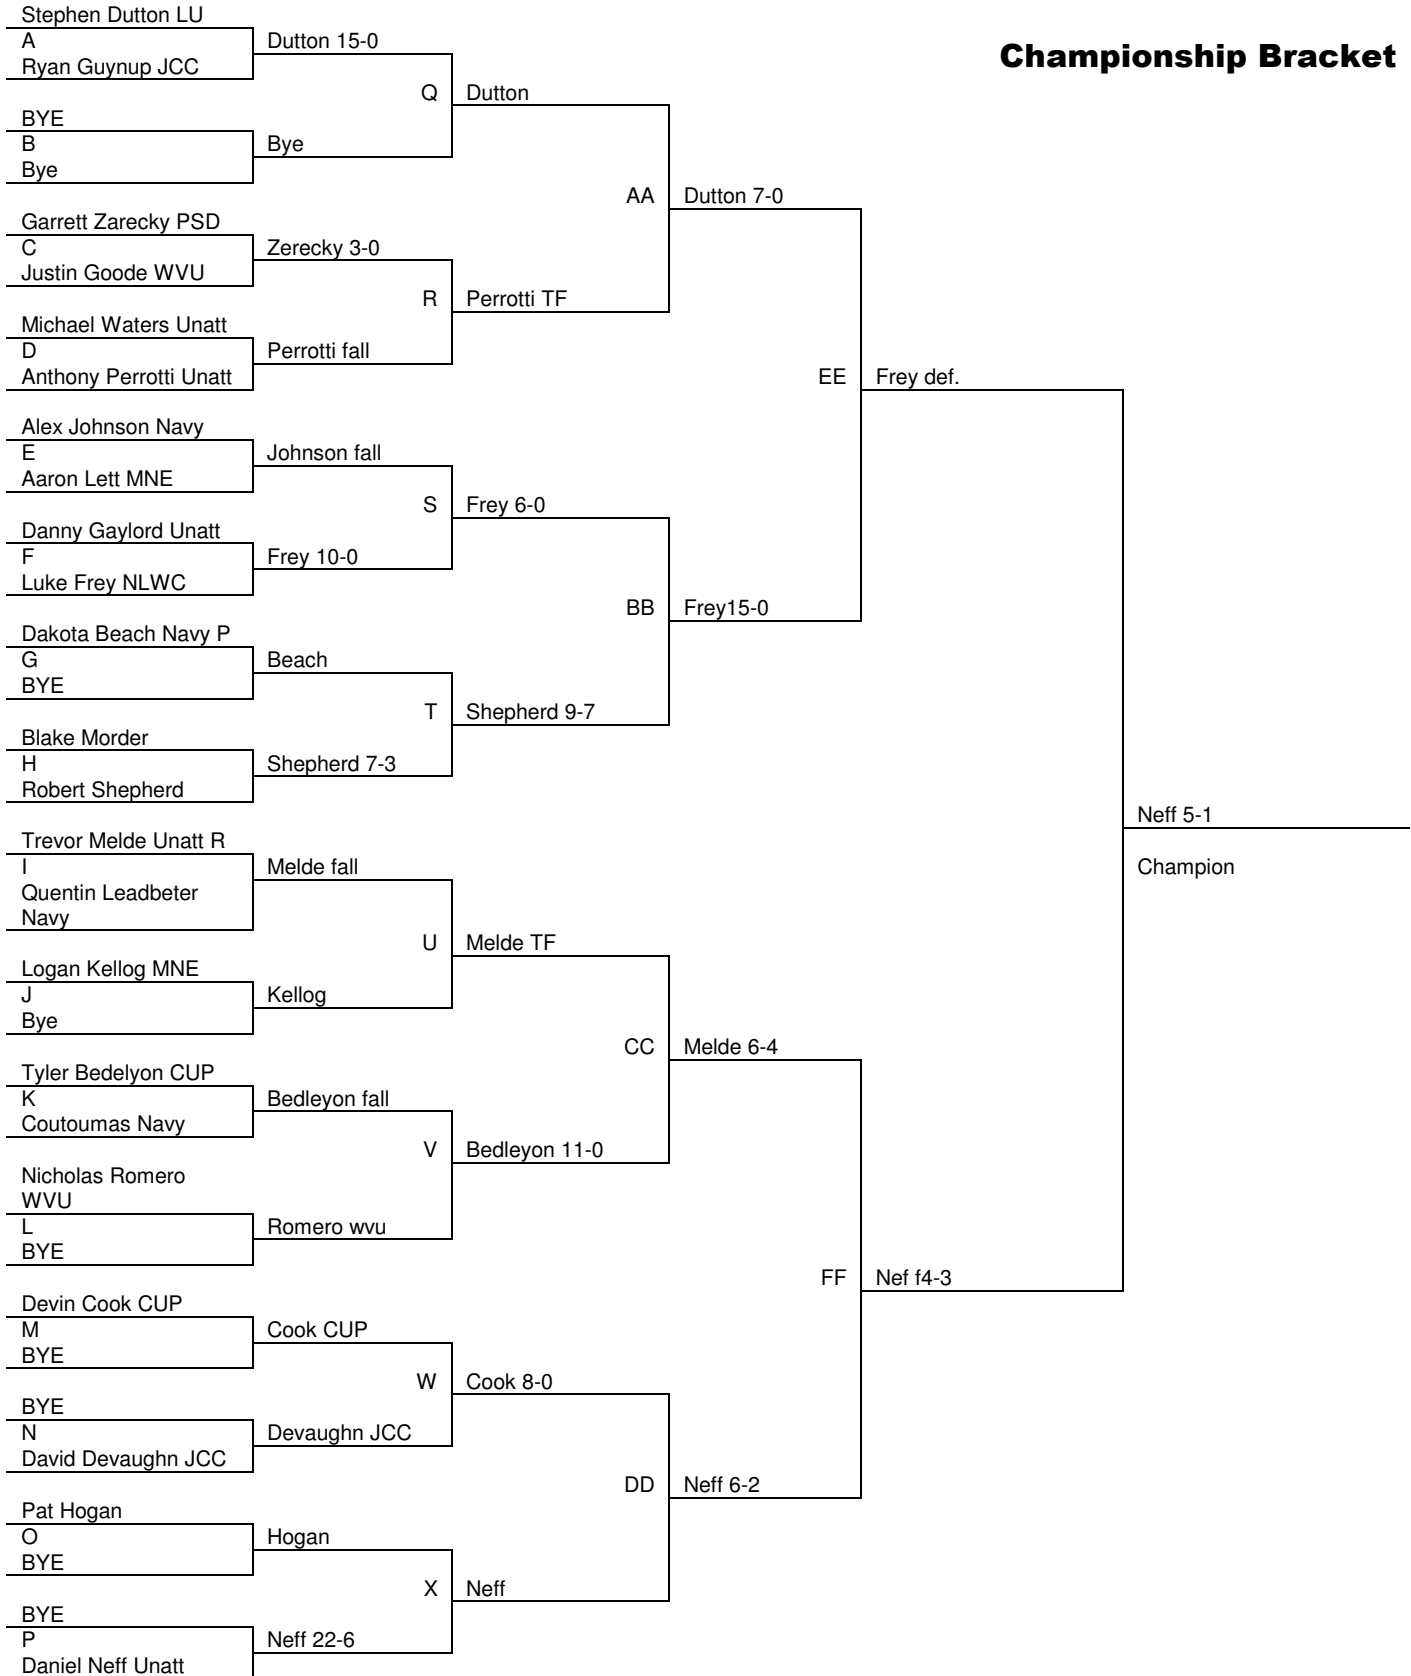 Stephen Dutton LU
A
Dutton 15-0
Ryan Guynup JCC
Championship Bracket
Q
Dutton
BYE
B
Bye
Bye
AA
Dutton 7-0
Garrett Zarecky PSD
C
Zerecky 3-0
Justin Goode WVU
R
Perrotti TF
Michael Waters Unatt
D
Perrotti fall
Anthony Perrotti Unatt
EE
Frey def.
Alex Johnson Navy
E
Johnson fall
Aaron Lett MNE
S
Frey 6-0
Danny Gaylord Unatt
F
Frey 10-0
Luke Frey NLWC
BB
Frey15-0
Dakota Beach Navy P
G
Beach
BYE
T
Shepherd 9-7
Blake Morder
H
Shepherd 7-3
Robert Shepherd
Neff 5-1
Champion
Trevor Melde Unatt R
I
Melde fall
Quentin Leadbeter
Navy
U
Melde TF
Logan Kellog MNE
J
Kellog
Bye
CC
Melde 6-4
Tyler Bedelyon CUP
K
Bedleyon fall
Coutoumas Navy
V
Bedleyon 11-0
Nicholas Romero
WVU
L
Romero wvu
BYE
FF
Nef f4-3
Devin Cook CUP
M
Cook CUP
BYE
W
Cook 8-0
BYE
N
Devaughn JCC
David Devaughn JCC
DD
Neff 6-2
Pat Hogan
O
Hogan
BYE
X
Neff
BYE
P
Neff 22-6
Daniel Neff Unatt